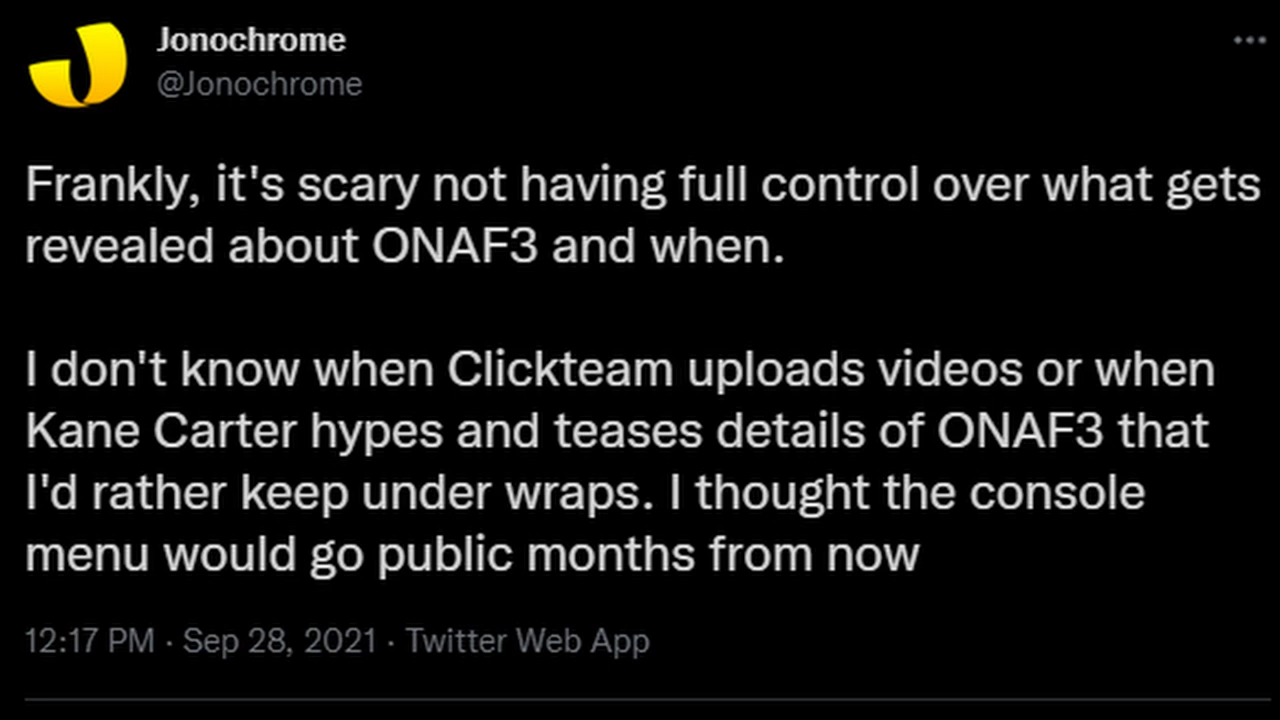 Jonochrome
@Jonochrome
Frankly, it's scary not having full control over what gets
revealed about ONAF3 and when.
I don't know when Clickteam uploads videos or when
Kane Carter hypes and teases details of ONAF3 that
I'd rather keep under wraps. I thought the console
menu would go public months from now
12:17 PM · Sep 28, 2021 · Twitter Web App